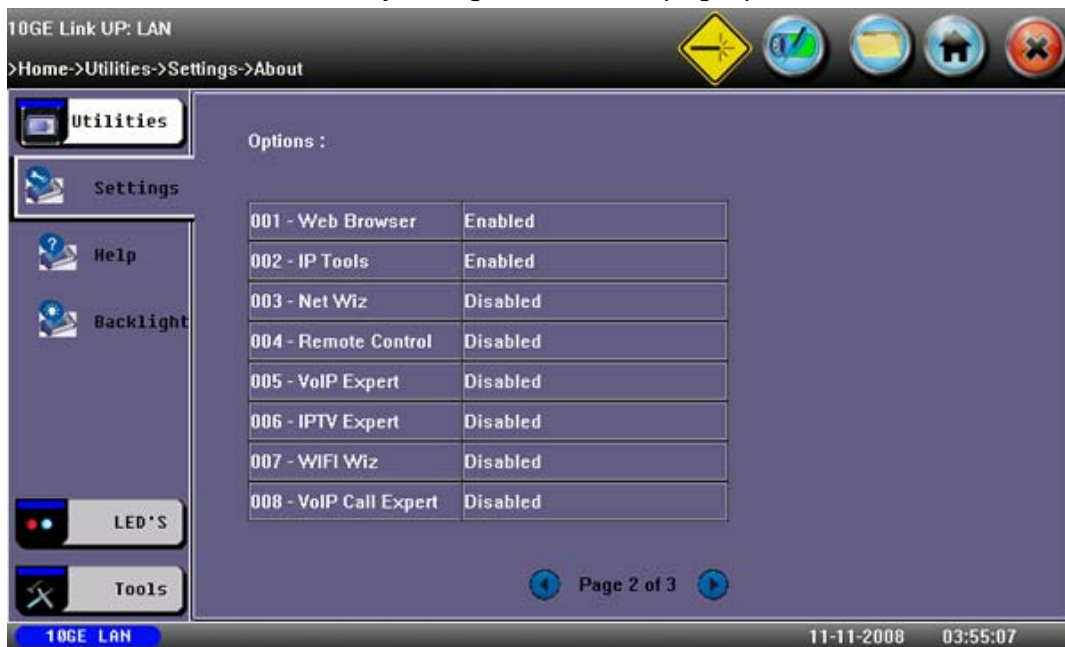 10GE Link UP: LAN
>Home->Utilities->Settings->About
Utilities
Settings
Help
Backlight
LED'S
Tools
Options :
001 - Web Browser Enabled
002 - IP Tools Enabled
003 - Net Wiz Disabled
004 - Remote Control Disabled
005 - VoIP Expert Disabled
006 - IPTV Expert Disabled
007 - WIFI Wiz Disabled
008 - VoIP Call Expert Disabled
Page 2 of 3
10GE LAN
11-11-2008 03:55:07